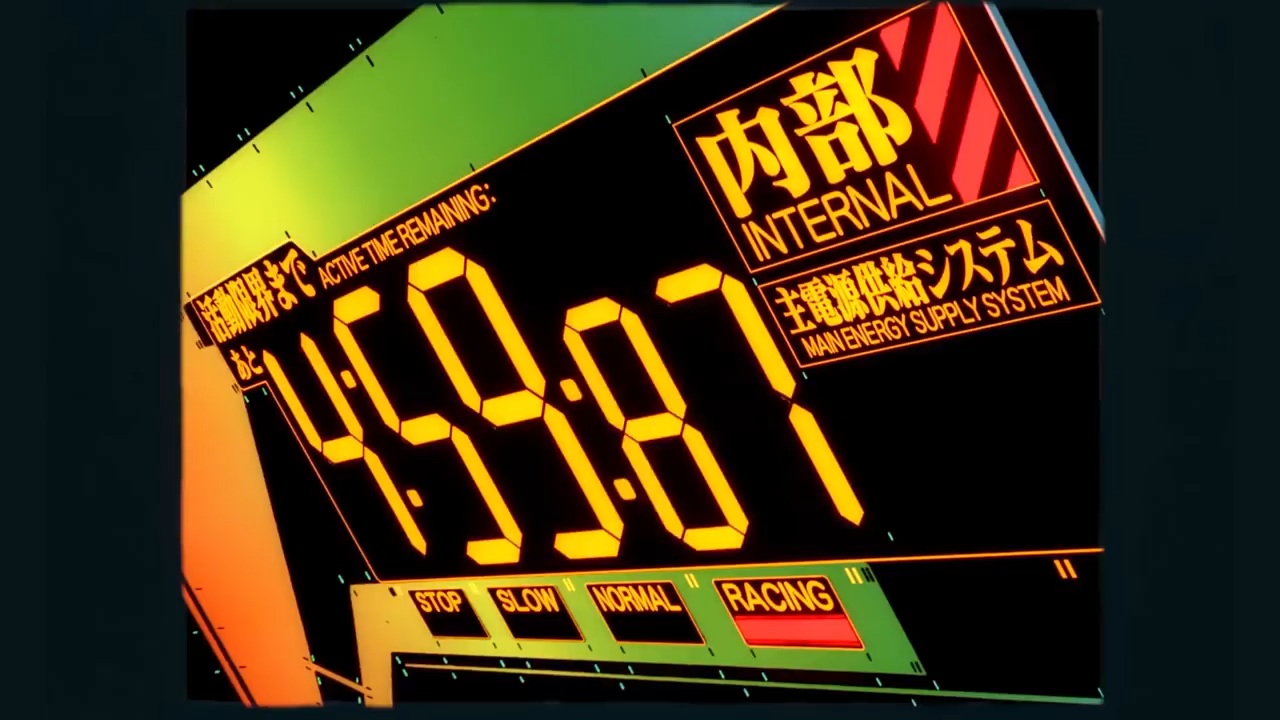 内部
INTERNAL
主電源供給システム
MAIN ENERGY SUPPLY SYSTEM
活動限界まで
ACTIVE TIME REMAINING:
あと
4:59:87
STOP
SLOW
NORMAL
RACING